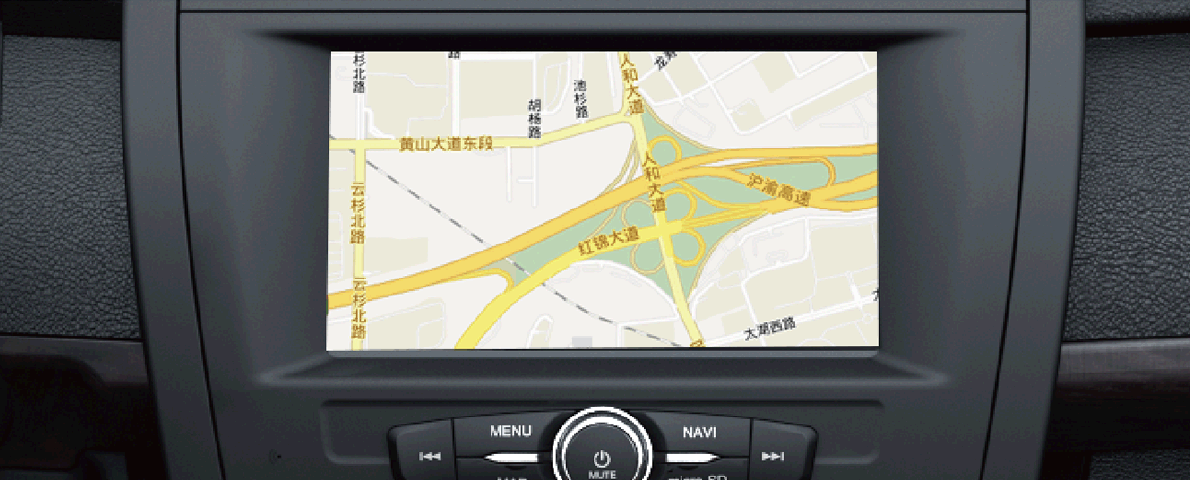 杉北路
路
池杉路
胡杨路
人和大道
黄山大道东段
人和大道
沪渝高速
云杉北路
红锦大道
云杉北路
太湖西路
MENU
NAVI
MUTE